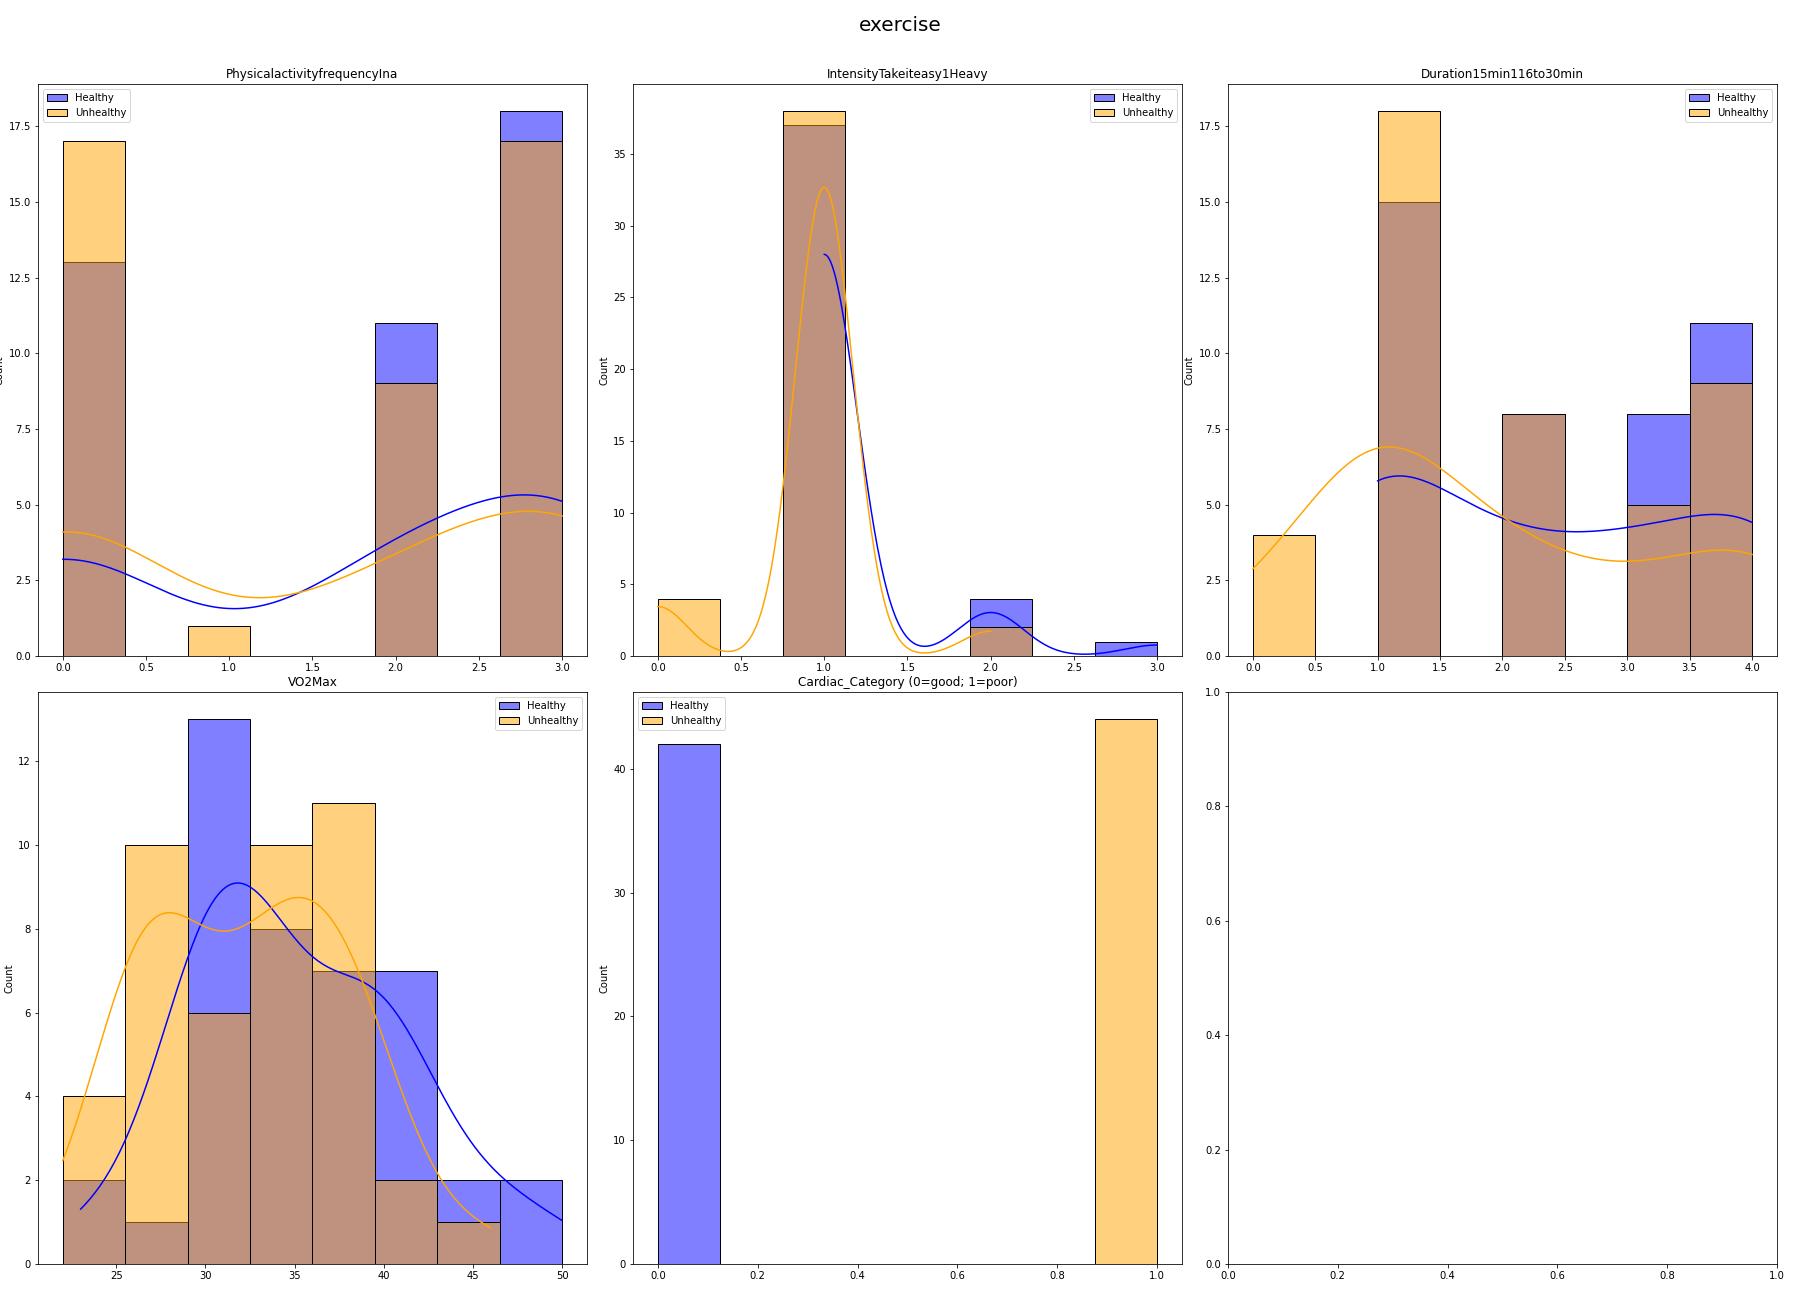 exercise
PhysicalactivityfrequencyIna
Healthy
Unhealthy
17.5
15.0
12.5
10.0
7.5
5.0
2.5
0.0
0.0 0.5 1.0 1.5 2.0 2.5 3.0
IntensityTakeiteasy1Heavy
Healthy
Unhealthy
Count
35
30
25
20
15
10
5
0
0.0 0.5 1.0 1.5 2.0 2.5 3.0
Duration15min116to30min
Healthy
Unhealthy
Count
17.5
15.0
12.5
10.0
7.5
5.0
2.5
0.0
0.0 0.5 1.0 1.5 2.0 2.5 3.0 3.5 4.0
VO2Max
Healthy
Unhealthy
Count
12
10
8
6
4
2
0
25 30 35 40 45 50
Cardiac_Category (0=good; 1=poor)
Healthy
Unhealthy
Count
40
30
20
10
0
0.0 0.2 0.4 0.6 0.8 1.0
1.0
0.8
0.6
0.4
0.2
0.0
0.0 0.2 0.4 0.6 0.8 1.0